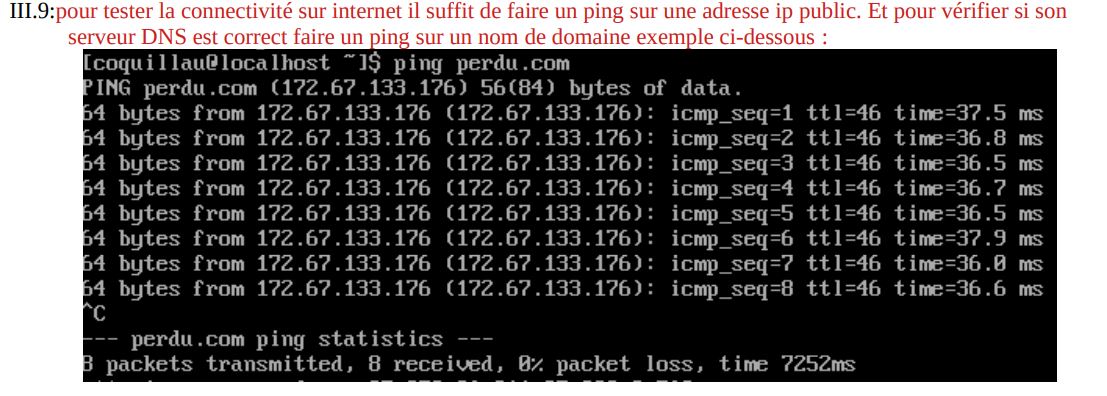 III.9:pour tester la connectivité sur internet il suffit de faire un ping sur une adresse ip public. Et pour vérifier si son
serveur DNS est correct faire un ping sur un nom de domaine exemple ci-dessous :
[coquillau@localhost ~]$ ping perdu.com
PING perdu.com (172.67.133.176) 56(84) bytes of data.
64 bytes from 172.67.133.176 (172.67.133.176): icmp_seq=1 ttl=46 time=37.5 ms
64 bytes from 172.67.133.176 (172.67.133.176): icmp_seq=2 ttl=46 time=36.8 ms
64 bytes from 172.67.133.176 (172.67.133.176): icmp_seq=3 ttl=46 time=36.5 ms
64 bytes from 172.67.133.176 (172.67.133.176): icmp_seq=4 ttl=46 time=36.7 ms
64 bytes from 172.67.133.176 (172.67.133.176): icmp_seq=5 ttl=46 time=36.5 ms
64 bytes from 172.67.133.176 (172.67.133.176): icmp_seq=6 ttl=46 time=37.9 ms
64 bytes from 172.67.133.176 (172.67.133.176): icmp_seq=7 ttl=46 time=36.0 ms
64 bytes from 172.67.133.176 (172.67.133.176): icmp_seq=8 ttl=46 time=36.6 ms
^C
--- perdu.com ping statistics ---
8 packets transmitted, 8 received, 0% packet loss, time 7252ms